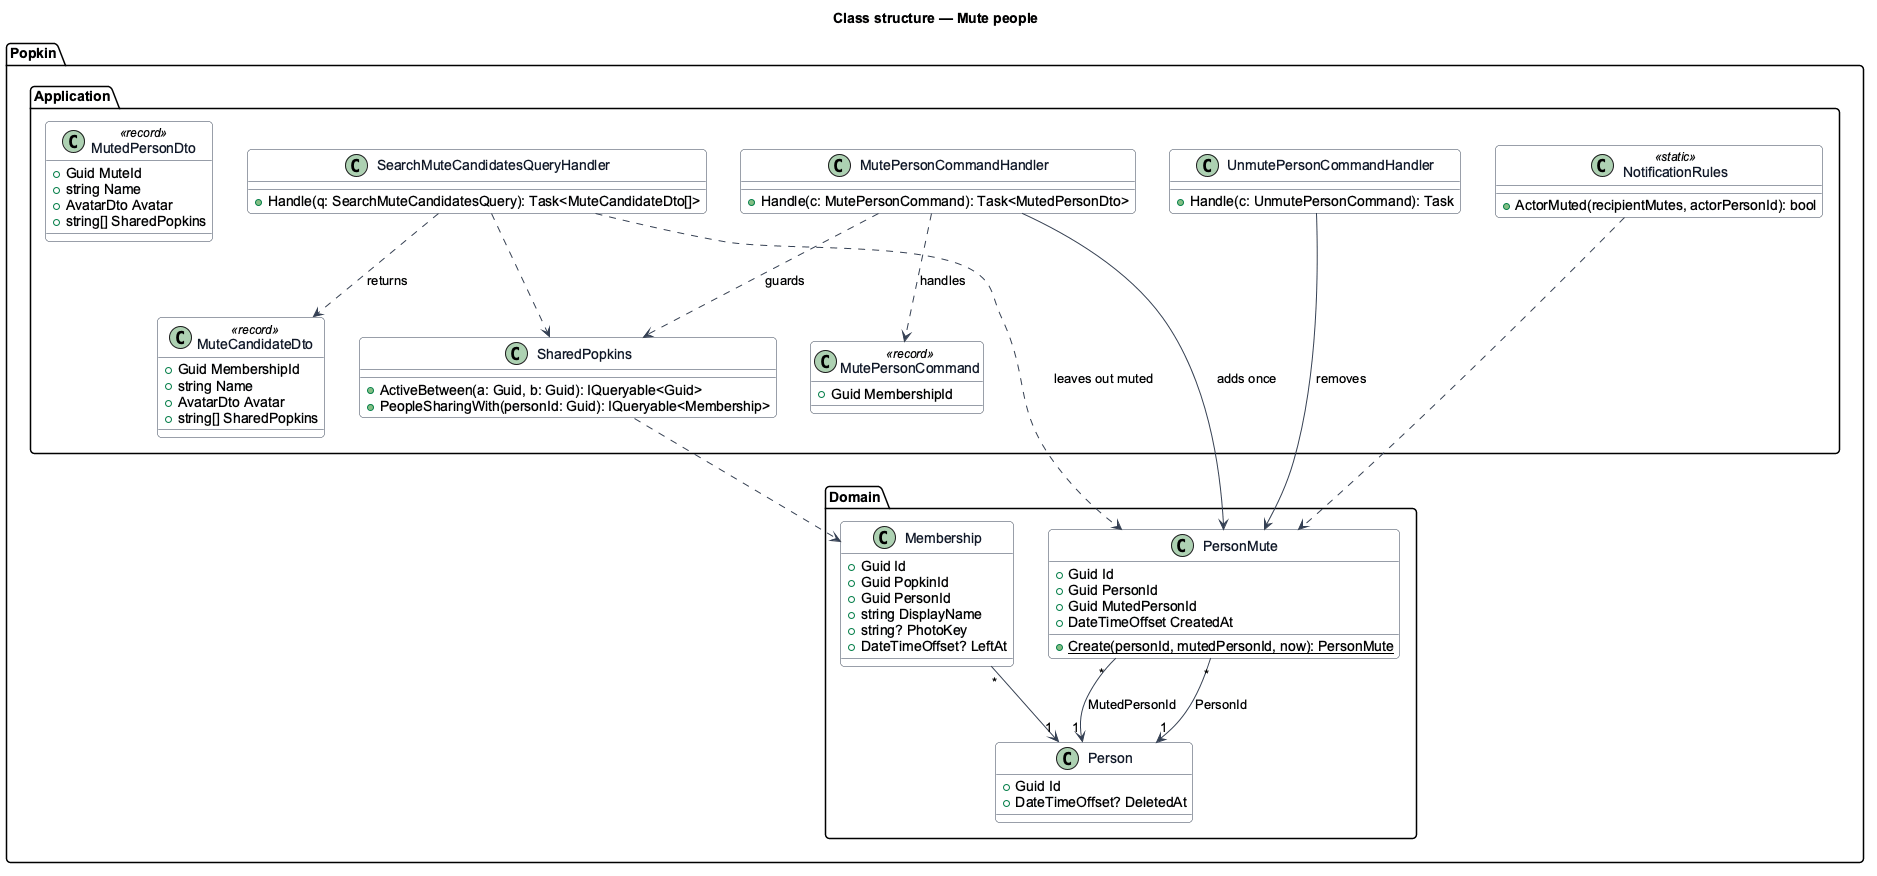 Class structure — Mute people
Popkin
Application
«record»
MutedPersonDto
Guid MuteId
string Name
AvatarDto Avatar
string[] SharedPopkins
SearchMuteCandidatesQueryHandler
Handle(q: SearchMuteCandidatesQuery): Task<MuteCandidateDto[]>
MutePersonCommandHandler
Handle(c: MutePersonCommand): Task<MutedPersonDto>
UnmutePersonCommandHandler
Handle(c: UnmutePersonCommand): Task
«static»
NotificationRules
ActorMuted(recipientMutes, actorPersonId): bool
returns
guards
handles
«record»
MuteCandidateDto
Guid MembershipId
string Name
AvatarDto Avatar
string[] SharedPopkins
SharedPopkins
ActiveBetween(a: Guid, b: Guid): IQueryable<Guid>
PeopleSharingWith(personId: Guid): IQueryable<Membership>
«record»
MutePersonCommand
Guid MembershipId
leaves out muted
adds once
removes
Domain
Membership
Guid Id
Guid PopkinId
Guid PersonId
string DisplayName
string? PhotoKey
DateTimeOffset? LeftAt
PersonMute
Guid Id
Guid PersonId
Guid MutedPersonId
DateTimeOffset CreatedAt
Create(personId, mutedPersonId, now): PersonMute
*
*
*
MutedPersonId
PersonId
1
1
1
Person
Guid Id
DateTimeOffset? DeletedAt